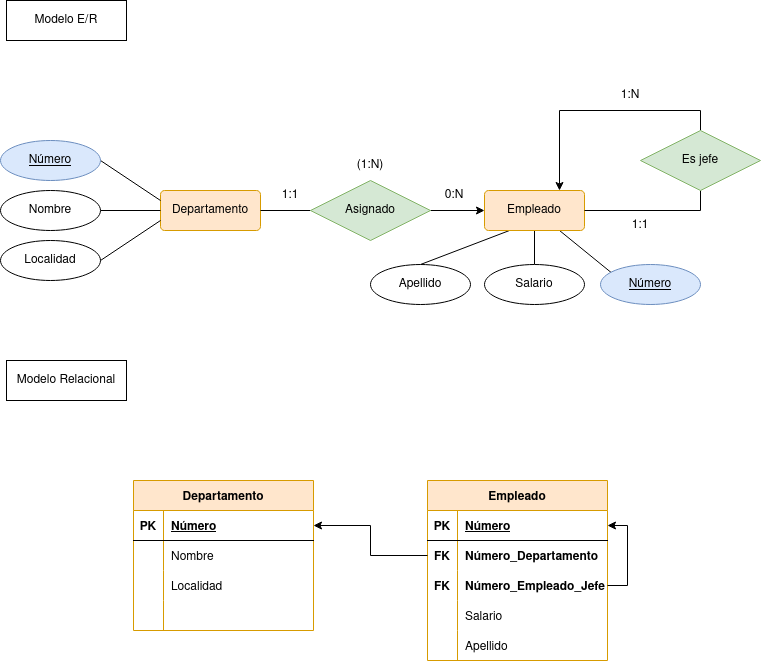 Modelo E/R
1:N
Número
(1:N)
Es jefe
Nombre
Departamento
1:1
Asignado
0:N
Empleado
1:1
Localidad
Apellido
Salario
Número
Modelo Relacional
Departamento
PK Número
Nombre
Localidad
Empleado
PK Número
FK Número_Departamento
FK Número_Empleado_Jefe
Salario
Apellido